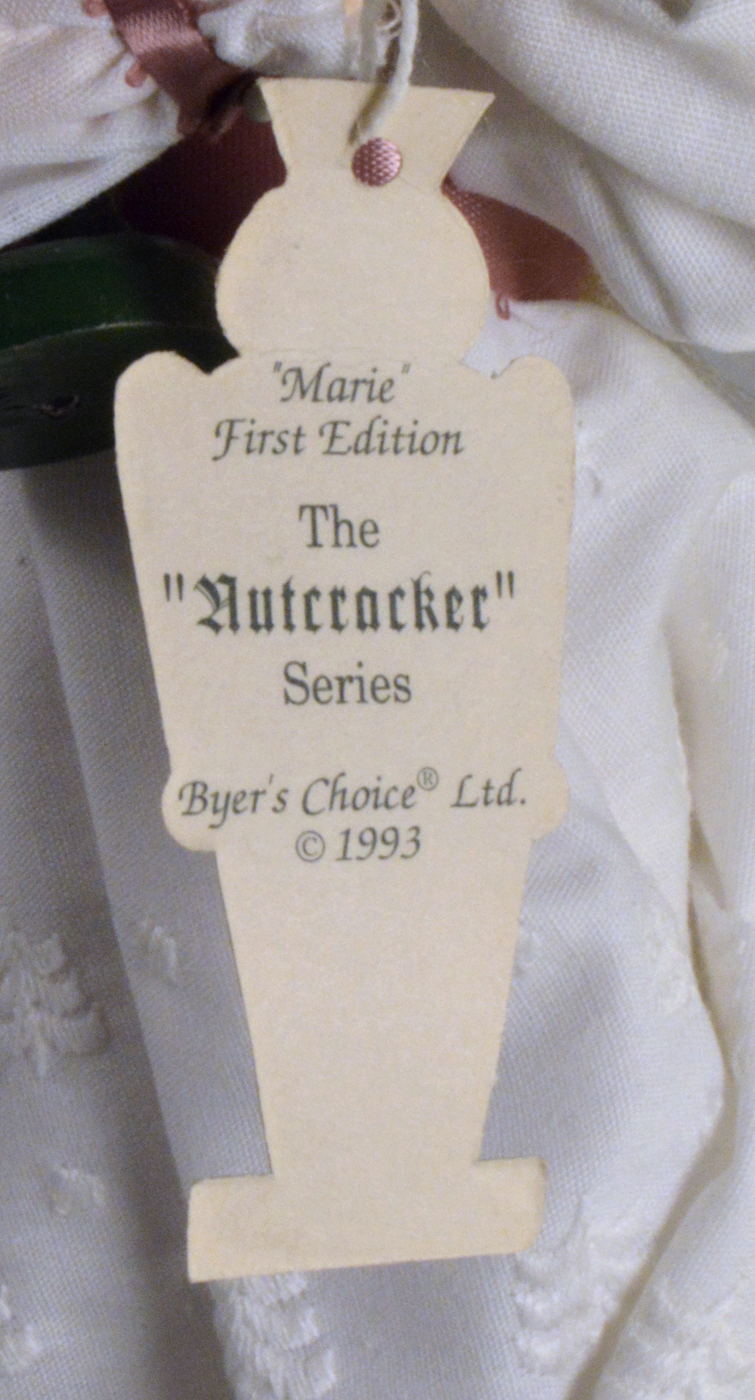 "Marie"
First Edition
The
"Nutcracker"
Series
Byer's Choice® Ltd.
© 1993